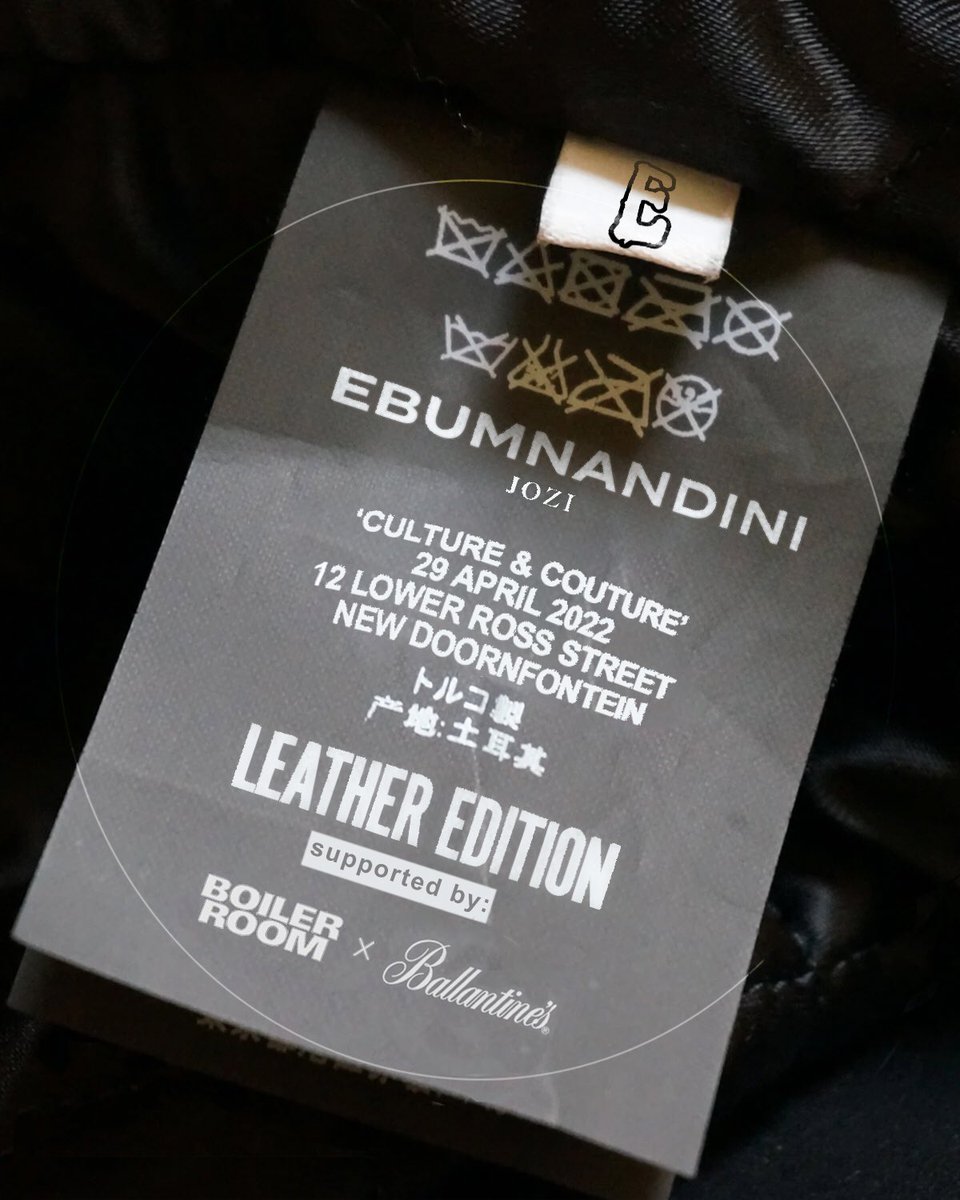 E
EBUMNANDINI
JOZI
‘CULTURE & COUTURE’
29 APRIL 2022
12 LOWER ROSS STREET
NEW DOORNFONTEIN
トルコ製
产地:土耳其
LEATHER EDITION
supported by:
BOILER
ROOM
x
Ballantine's®